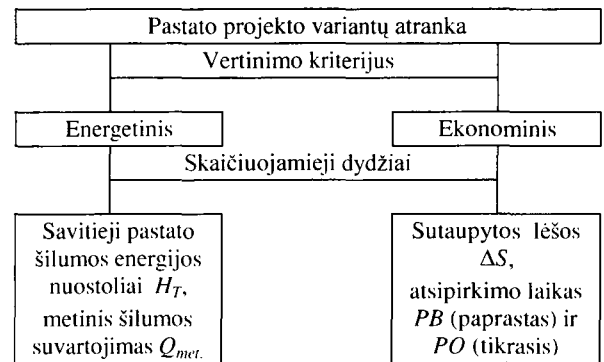 Pastato projekto variantų atranka
Vertinimo kriterijus
Energetinis
Ekonominis
Skaičiuojamieji dydžiai
Savitieji pastato
šilumos energijos
nuostoliai H_T,
metinis šilumos
suvartojimas Q_met.
Sutaupytos lėšos
ΔS,
atsipirkimo laikas
PB (paprastas) ir
PO (tikrasis)